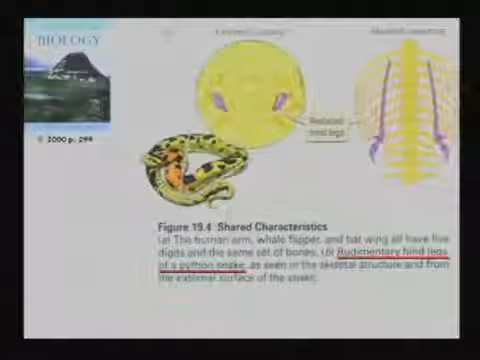 BIOLOGY
© 2000 p. 299
Reduced
hind legs
Figure 19.4 Shared Characteristics
(a) The human arm, whale flipper, and bat wing all have five
digits and the same set of bones. (b) Rudimentary hind legs
of a python snake, as seen in the skeletal structure and from
the external surface of the snake.